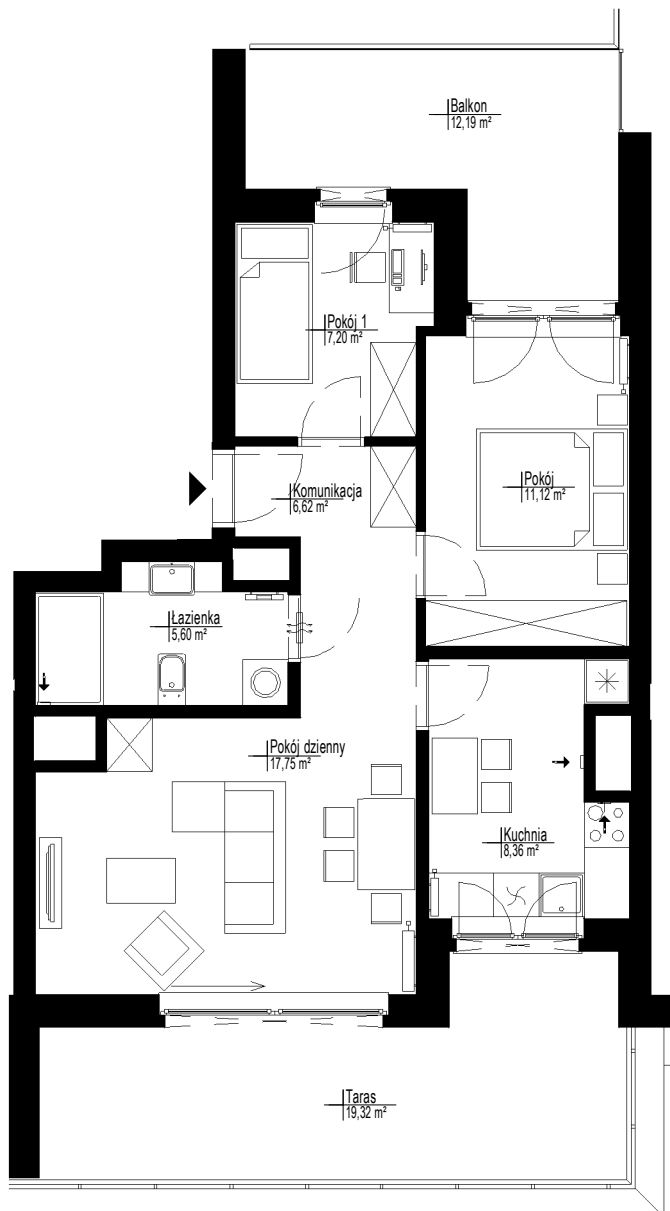 Balkon
12,19 m²
Pokój 1
7,20 m²
Pokój
11,12 m²
Komunikacja
6,62 m²
Łazienka
5,60 m²
Pokój dzienny
17,75 m²
Kuchnia
8,36 m²
Taras
19,32 m²